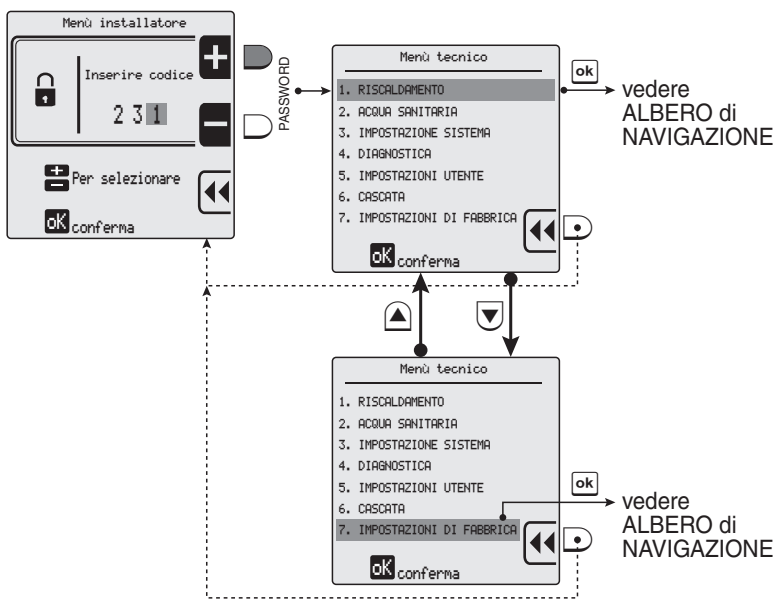 Menù installatore
Inserire codice
2 3 1
Per selezionare
oK conferma
PASSWORD
Menù tecnico
1. RISCALDAMENTO
2. ACQUA SANITARIA
3. IMPOSTAZIONE SISTEMA
4. DIAGNOSTICA
5. IMPOSTAZIONI UTENTE
6. CASCATA
7. IMPOSTAZIONI DI FABBRICA
oK conferma
ok
vedere
ALBERO di
NAVIGAZIONE
Menù tecnico
1. RISCALDAMENTO
2. ACQUA SANITARIA
3. IMPOSTAZIONE SISTEMA
4. DIAGNOSTICA
5. IMPOSTAZIONI UTENTE
6. CASCATA
7. IMPOSTAZIONI DI FABBRICA
oK conferma
ok
vedere
ALBERO di
NAVIGAZIONE